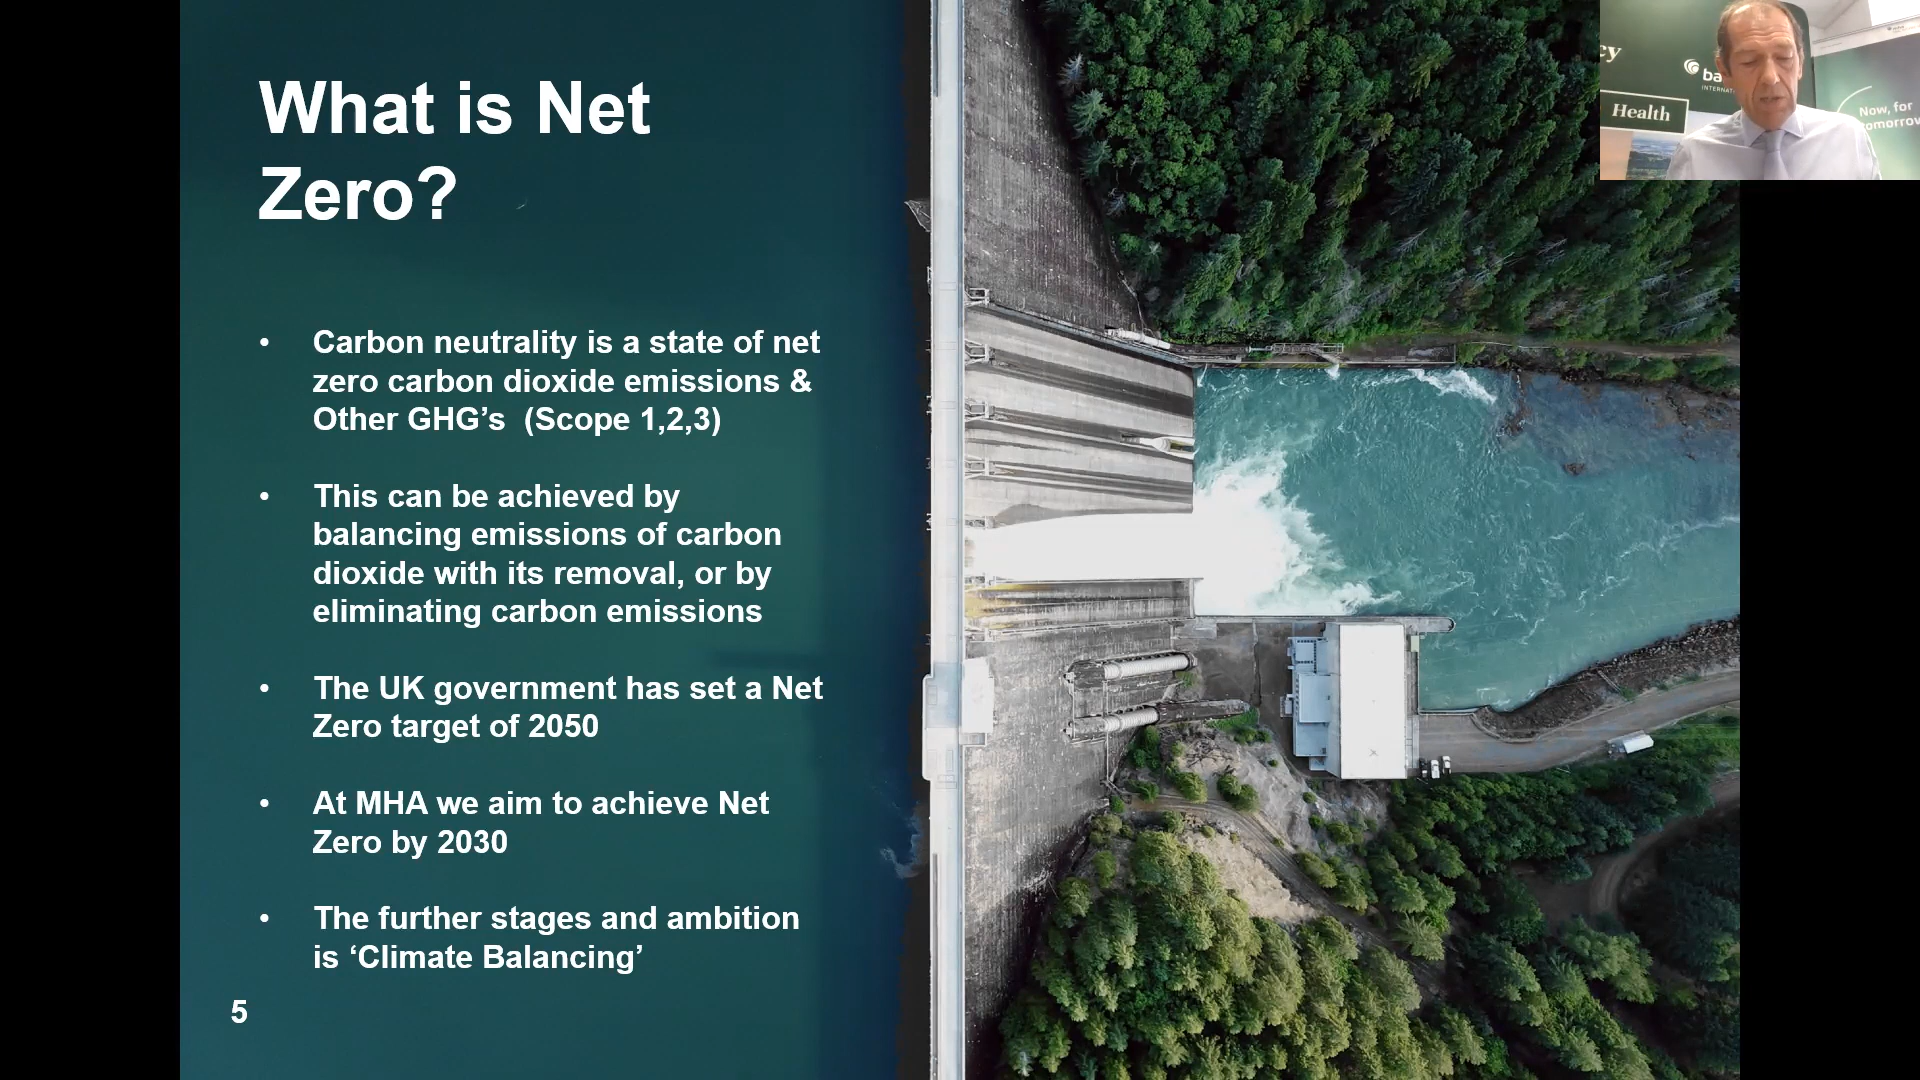 What is Net
Zero?
• Carbon neutrality is a state of net
zero carbon dioxide emissions &
Other GHG’s (Scope 1,2,3)
• This can be achieved by
balancing emissions of carbon
dioxide with its removal, or by
eliminating carbon emissions
• The UK government has set a Net
Zero target of 2050
• At MHA we aim to achieve Net
Zero by 2030
• The further stages and ambition
is ‘Climate Balancing’
5
Health
Now, for